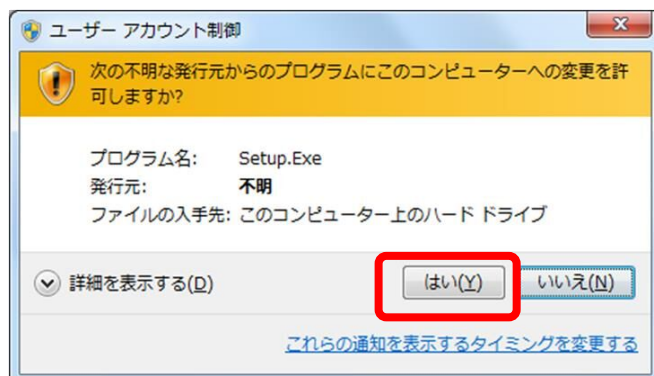 ユーザー アカウント制御
次の不明な発行元からのプログラムにこのコンピューターへの変更を許
可しますか?
プログラム名: Setup.Exe
発行元: 不明
ファイルの入手先: このコンピューター上のハード ドライブ
詳細を表示する(D) はい(Y) いいえ(N)
これらの通知を表示するタイミングを変更する